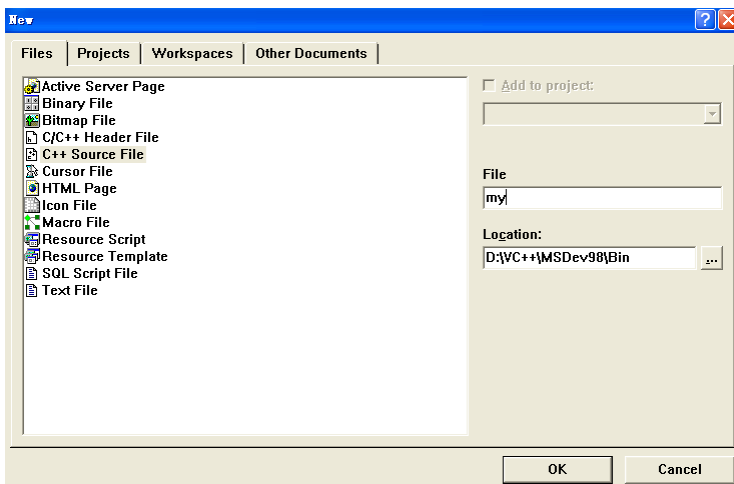 New
Files Projects Workspaces Other Documents
Active Server Page
Binary File
Bitmap File
C/C++ Header File
C++ Source File
Cursor File
HTML Page
Icon File
Macro File
Resource Script
Resource Template
SQL Script File
Text File
Add to project:
File
my
Location:
D:\VC++\MSDev98\Bin
...
OK Cancel